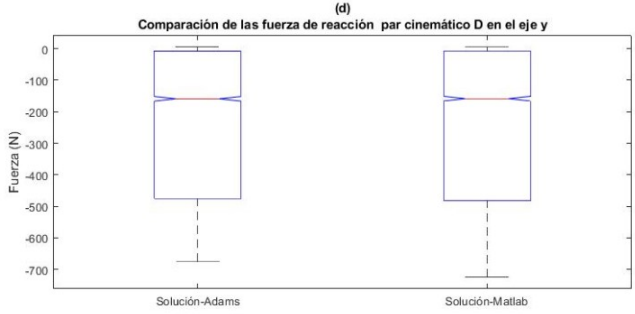 (d)
Comparación de las fuerza de reacción par cinemático D en el eje y
Fuerza (N)
0
-100
-200
-300
-400
-500
-600
-700
Solución-Adams
Solución-Matlab